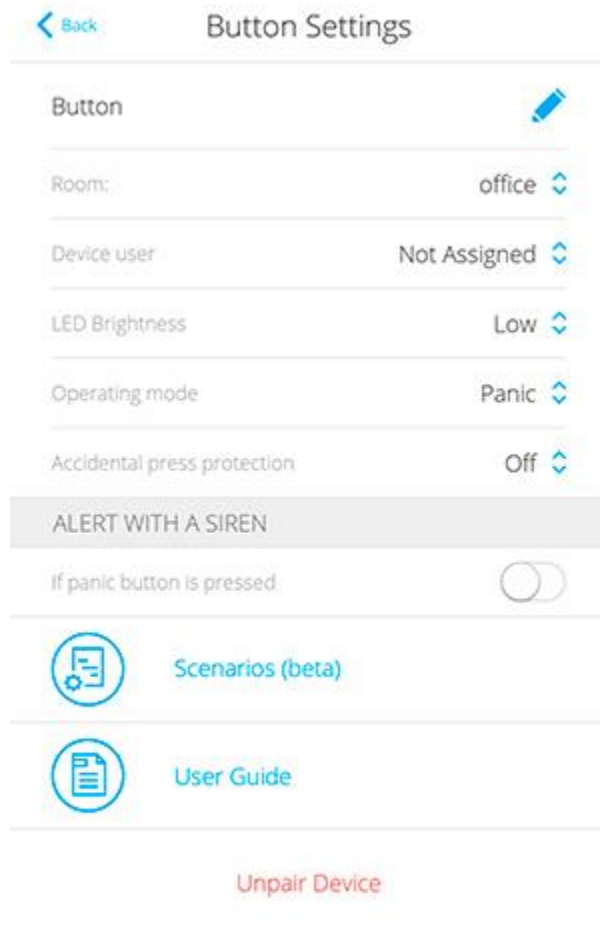 Back
Button Settings
Button
Room:
office
Device user
Not Assigned
LED Brightness
Low
Operating mode
Panic
Accidental press protection
Off
ALERT WITH A SIREN
If panic button is pressed
Scenarios (beta)
User Guide
Unpair Device